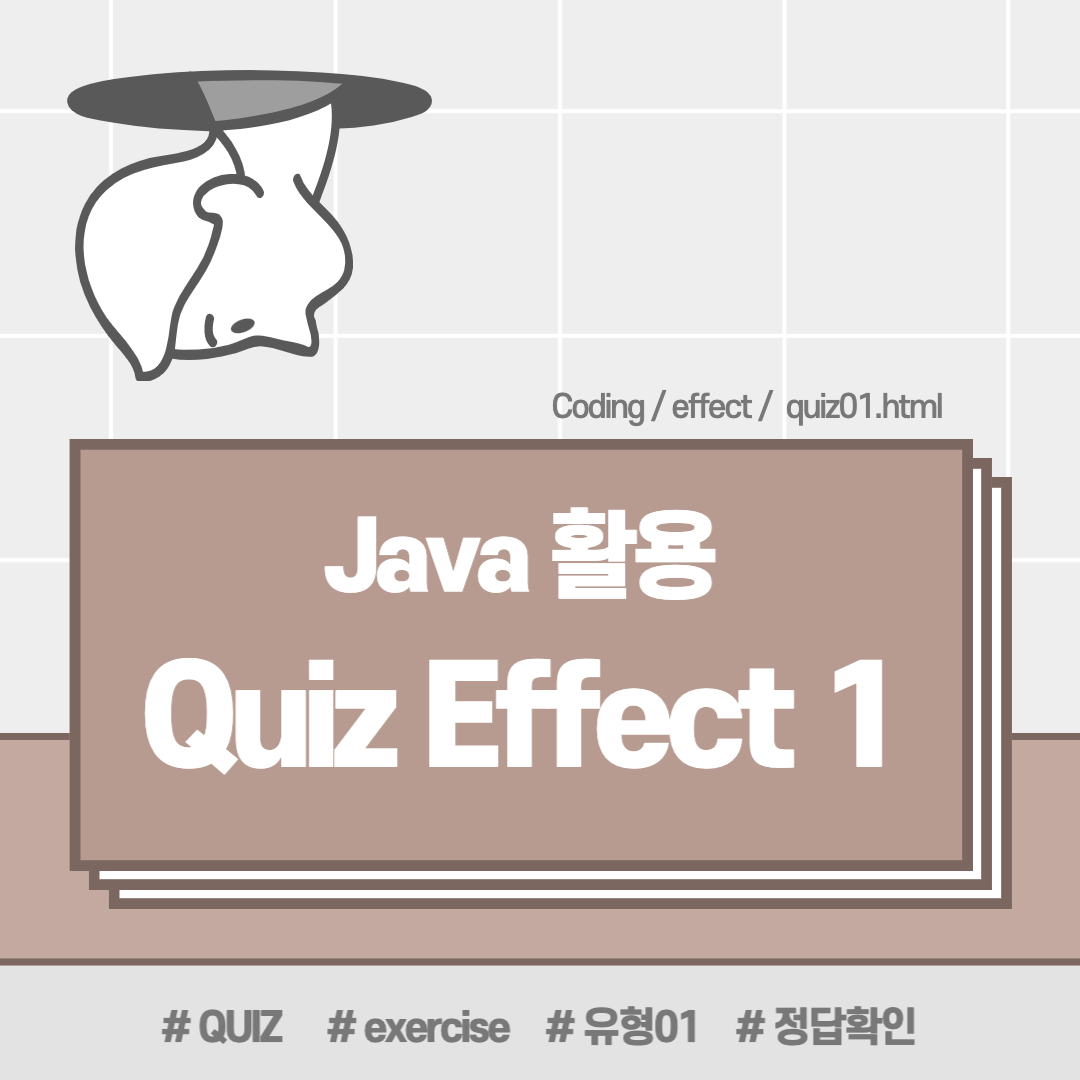 Coding / effect / quiz01.html
Java 활용
Quiz Effect 1
# QUIZ # exercise # 유형01 # 정답확인